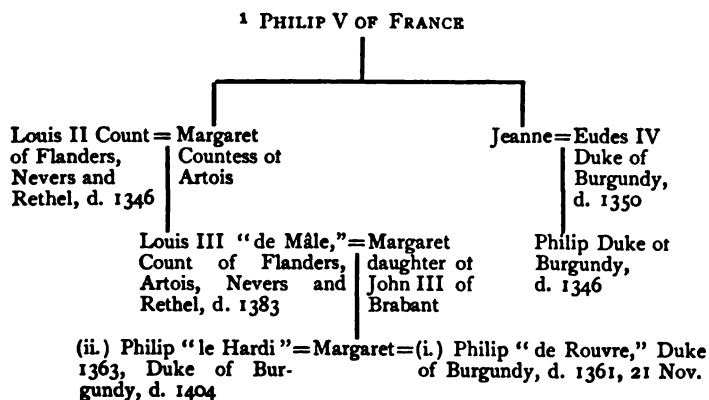 ¹ PHILIP V OF FRANCE
Louis II Count = Margaret
of Flanders, Countess of
Nevers and Artois
Rethel, d. 1346
Jeanne = Eudes IV
Duke of
Burgundy,
d. 1350
Louis III "de Mâle," = Margaret
Count of Flanders, daughter of
Artois, Nevers and John III of
Rethel, d. 1383 Brabant
Philip Duke of
Burgundy,
d. 1346
(ii.) Philip "le Hardi" = Margaret = (i.) Philip "de Rouvre," Duke
1363, Duke of Bur- of Burgundy, d. 1361, 21 Nov.
gundy, d. 1404